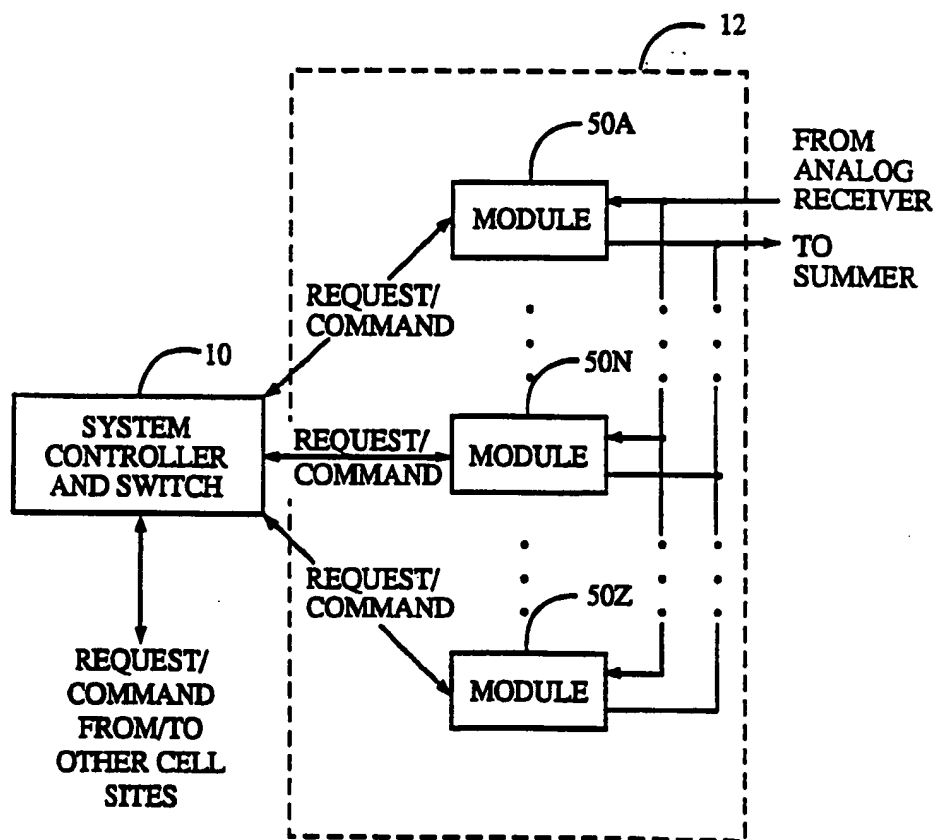 12
50A
FROM
ANALOG
RECEIVER
MODULE
TO
SUMMER
REQUEST/
COMMAND
10
50N
SYSTEM
CONTROLLER
AND SWITCH
REQUEST/
COMMAND
MODULE
REQUEST/
COMMAND
50Z
MODULE
REQUEST/
COMMAND
FROM/TO
OTHER CELL
SITES